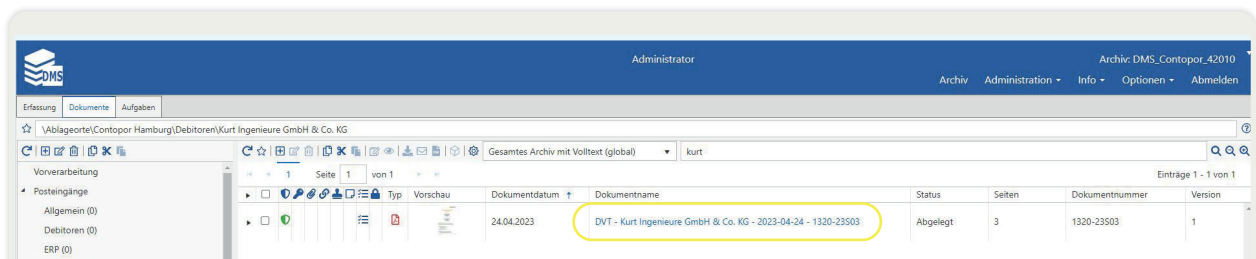 Administrator
Archiv: DMS_Contopor_42010
DMS
Archiv Administration Info Optionen Abmelden
Erfassung Dokumente Aufgaben
\Ablageorte\Contopor Hamburg\Debitoren\Kurt Ingenieure GmbH & Co. KG
Gesamtes Archiv mit Volltext (global) kurt
Vorverarbeitung
1 Seite 1 von 1 Einträge 1 - 1 von 1
Posteingänge
Typ Vorschau Dokumentdatum Dokumentname Status Seiten Dokumentnummer Version
Allgemein (0)
24.04.2023 DVT - Kurt Ingenieure GmbH & Co. KG - 2023-04-24 - 1320-23S03 Abgelegt 3 1320-23S03 1
Debitoren (0)
ERP (0)